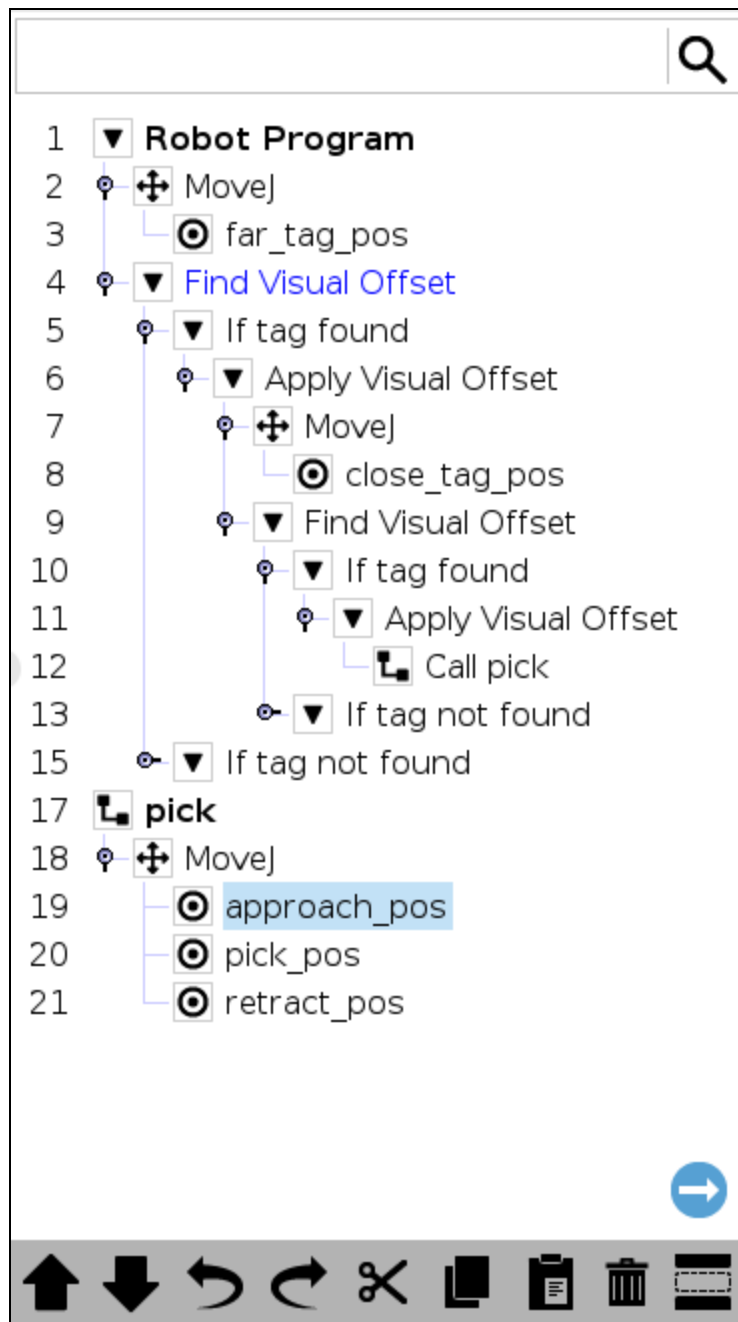 1 Robot Program
2 MoveJ
3 far_tag_pos
4 Find Visual Offset
5 If tag found
6 Apply Visual Offset
7 MoveJ
8 close_tag_pos
9 Find Visual Offset
10 If tag found
11 Apply Visual Offset
12 Call pick
13 If tag not found
15 If tag not found
17 pick
18 MoveJ
19 approach_pos
20 pick_pos
21 retract_pos